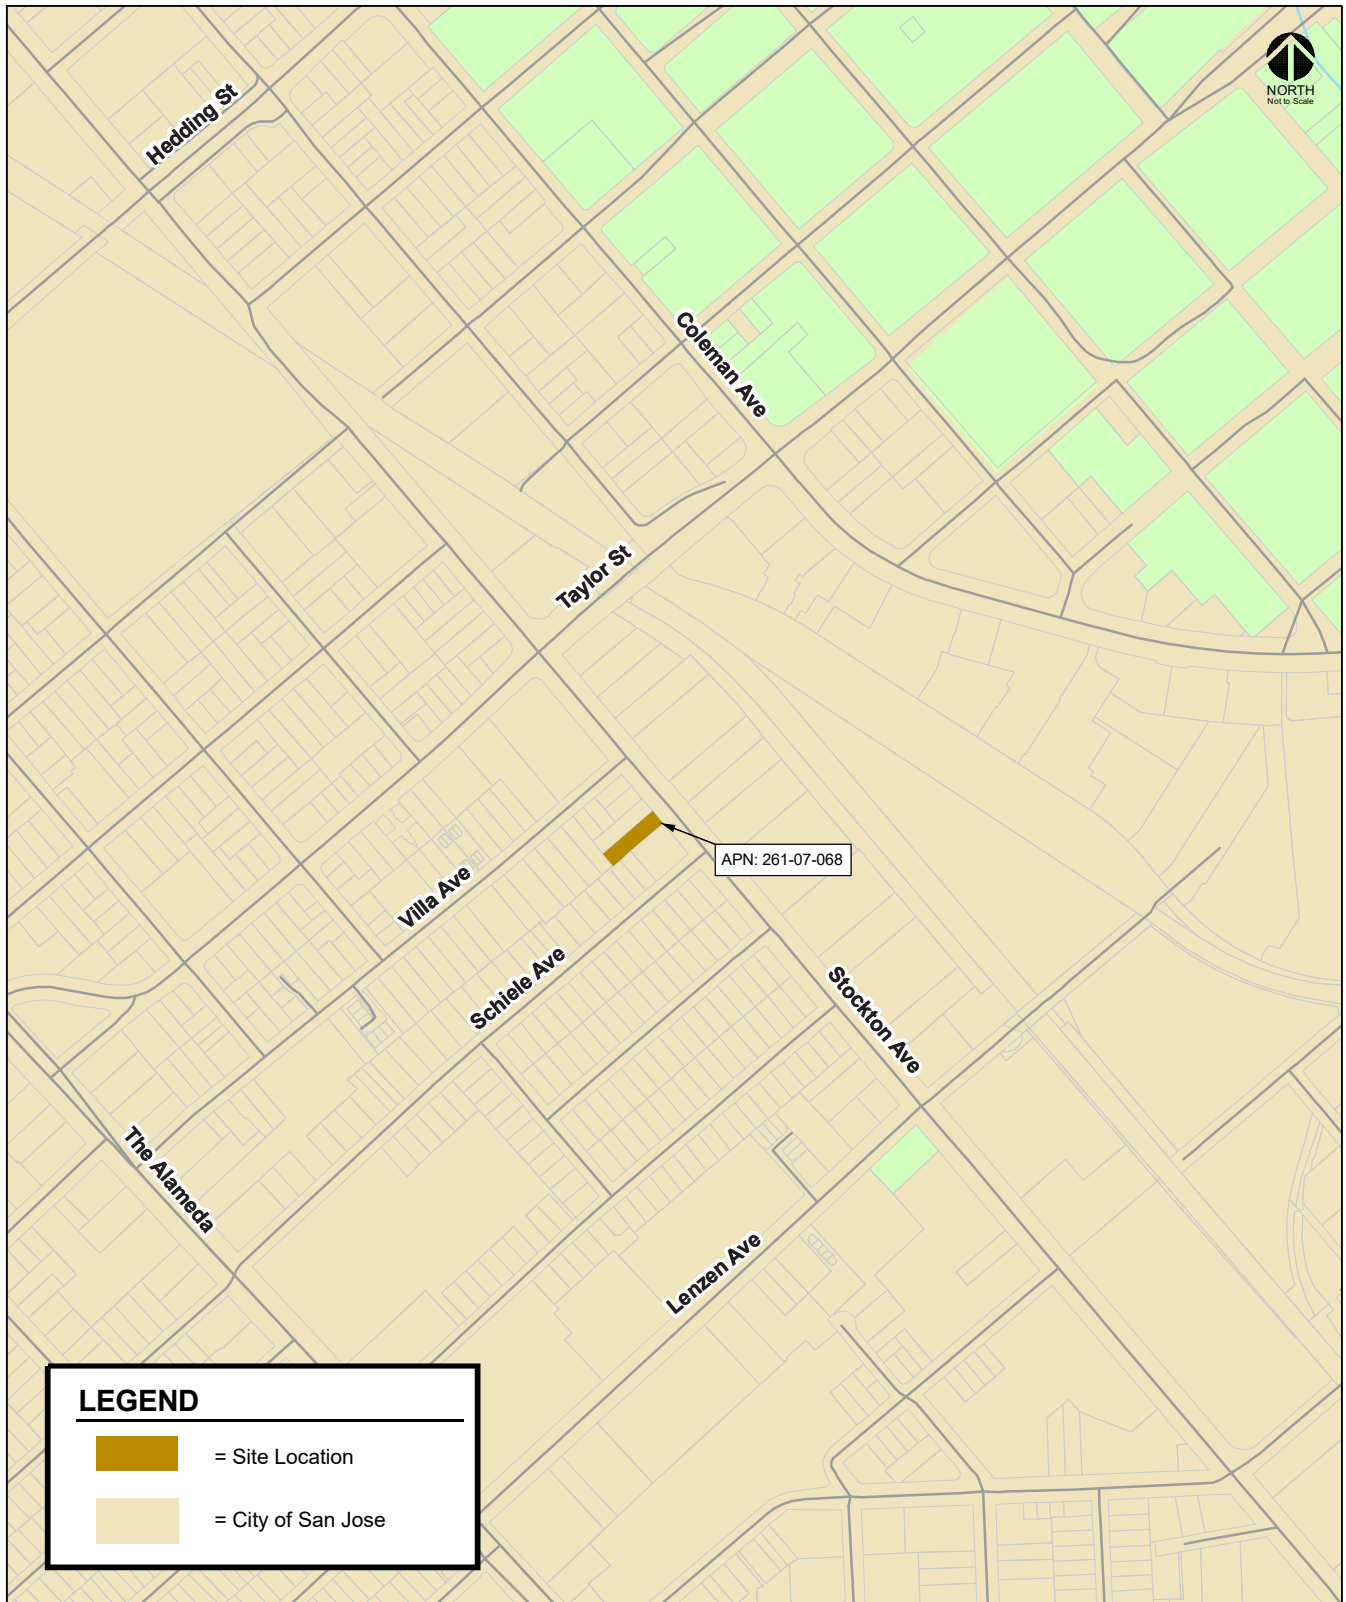 NORTH
Not to Scale
Hedding St
Coleman Ave
Taylor St
APN: 261-07-068
Villa Ave
Schiele Ave
Stockton Ave
The Alameda
Lenzen Ave
LEGEND
= Site Location
= City of San Jose